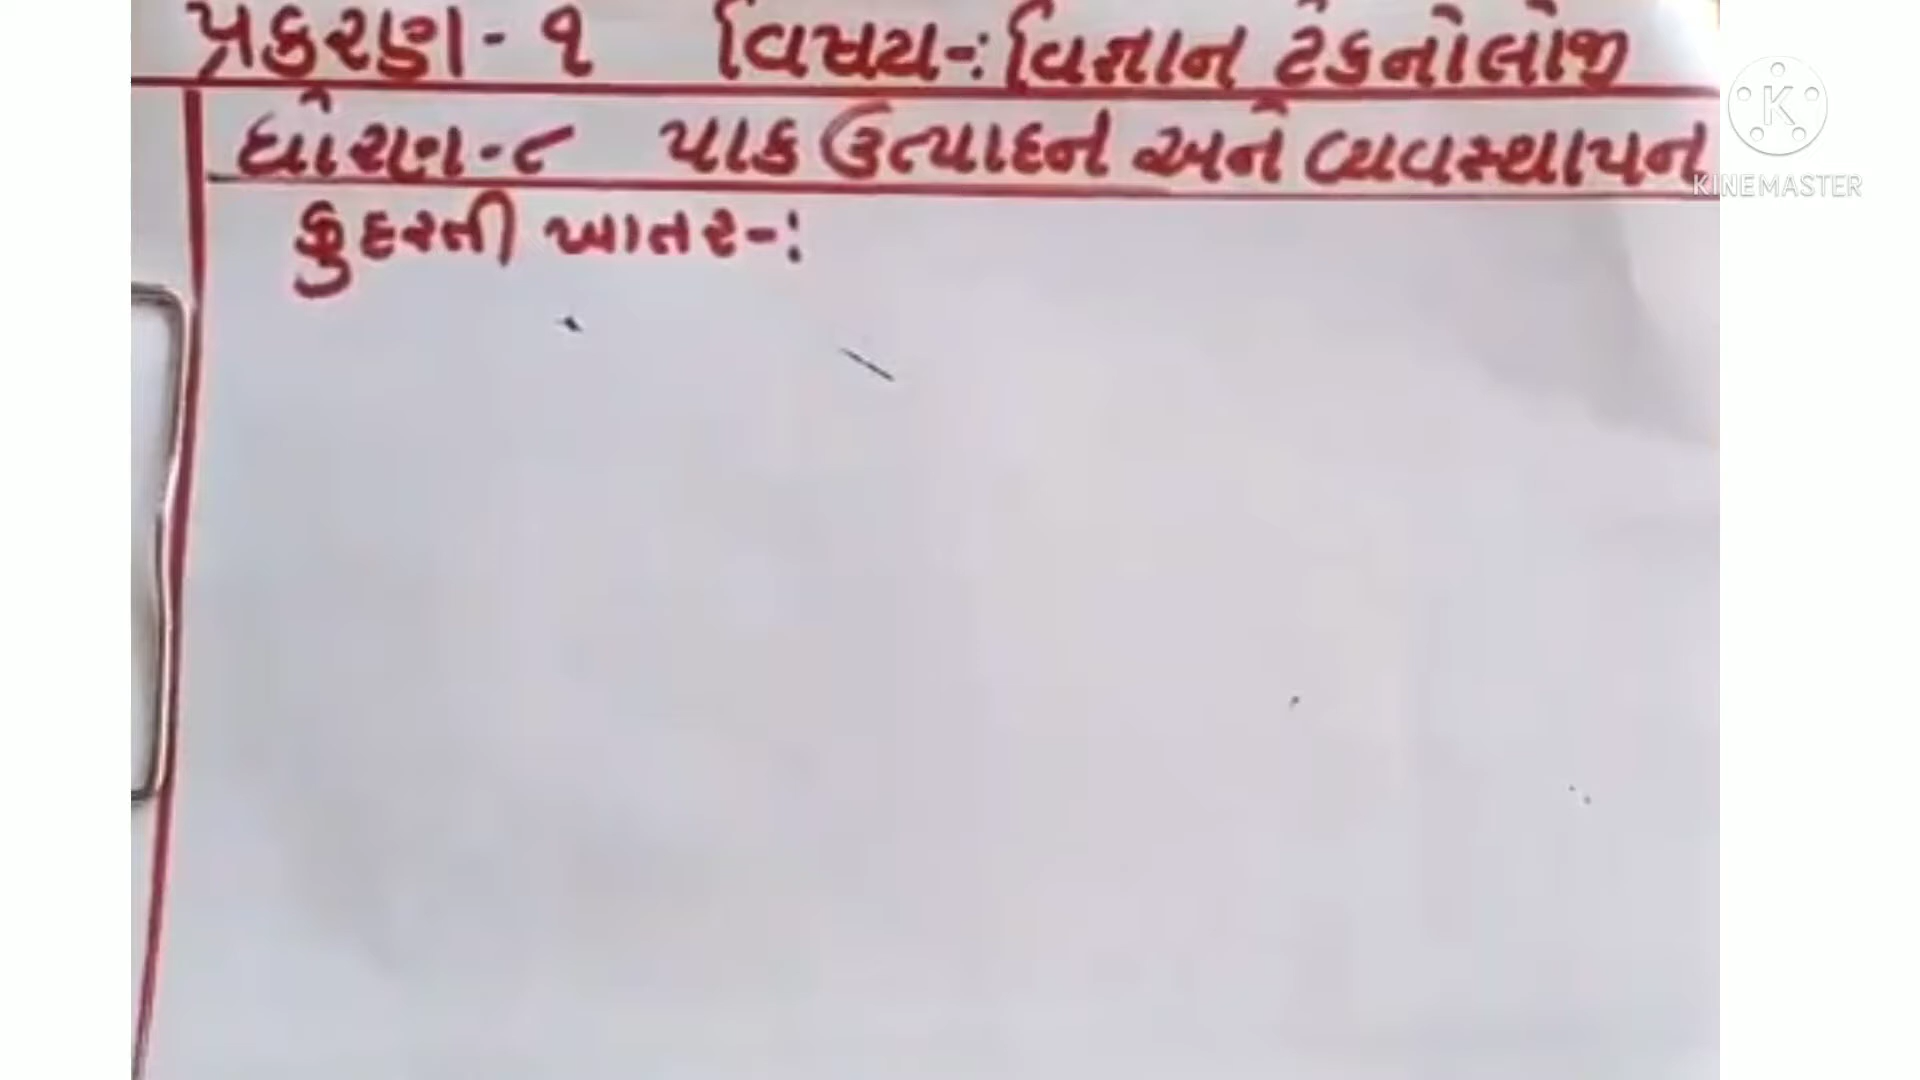 પ્રકરણ-૧ વિષય-: વિજ્ઞાન ટેકનોલોજી
ધોરણ-૮ પાક ઉત્પાદન અને વ્યવસ્થાપન
કુદરતી ખાતર-:
K
KINEMASTER